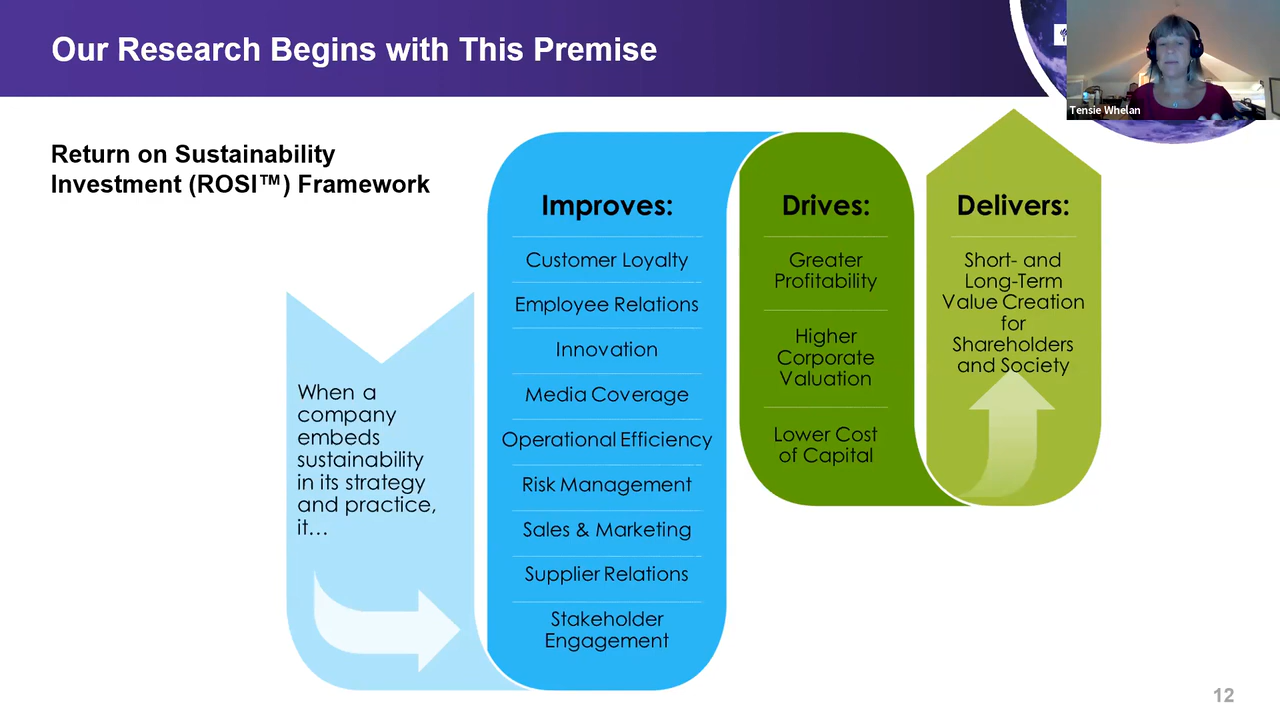 Our Research Begins with This Premise
Tensie Whelan
Return on Sustainability
Investment (ROSI™) Framework
When a
company
embeds
sustainability
in its strategy
and practice,
it…
Improves:
Customer Loyalty
Employee Relations
Innovation
Media Coverage
Operational Efficiency
Risk Management
Sales & Marketing
Supplier Relations
Stakeholder
Engagement
Drives:
Greater
Profitability
Higher
Corporate
Valuation
Lower Cost
of Capital
Delivers:
Short- and
Long-Term
Value Creation
for
Shareholders
and Society
12